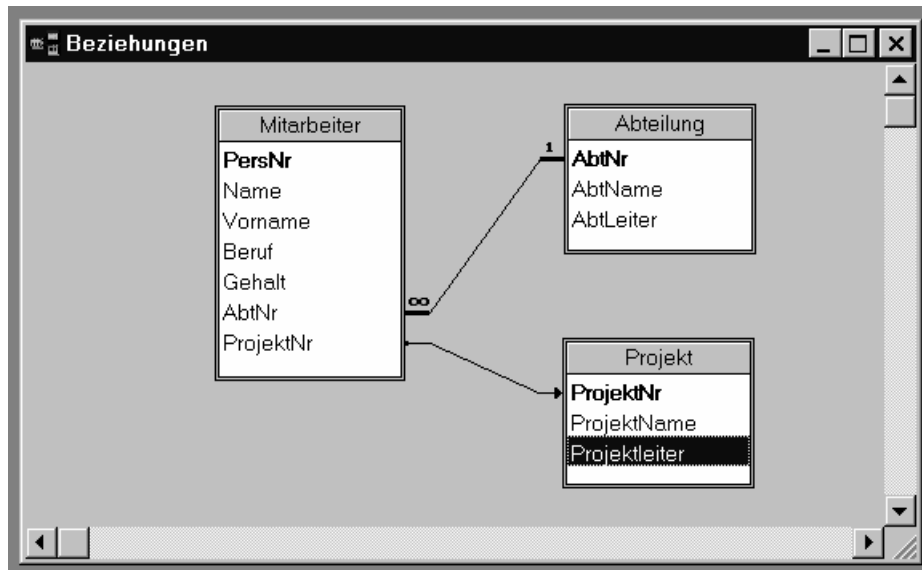 Beziehungen
Mitarbeiter
PersNr
Name
Vorname
Beruf
Gehalt
AbtNr
ProjektNr
∞
1
Abteilung
AbtNr
AbtName
AbtLeiter
Projekt
ProjektNr
ProjektName
Projektleiter